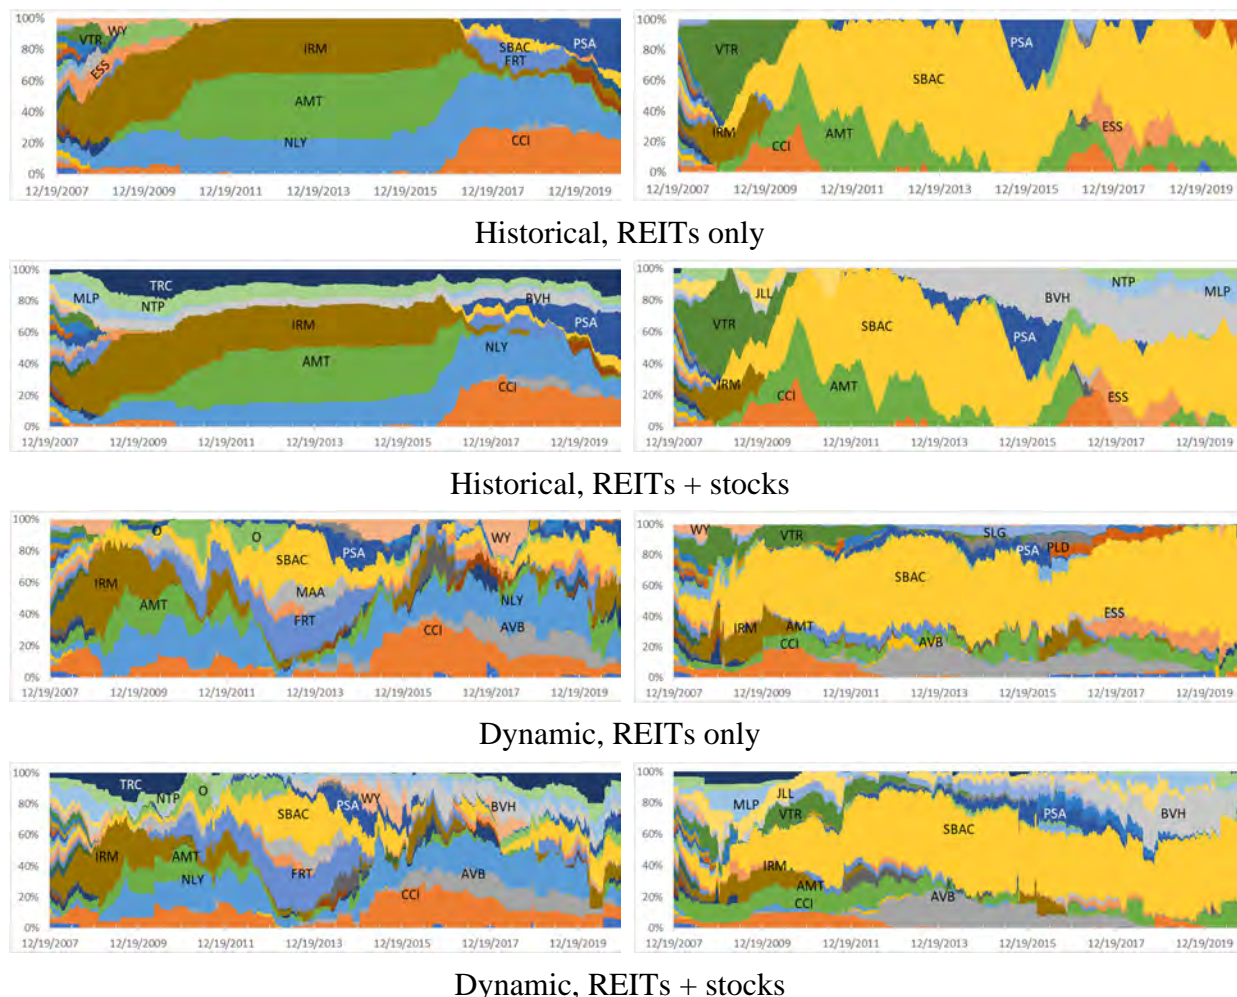 100%
80%
60%
40%
20%
0%
VTR WY
ESS
IRM
AMT
NLY
SBAC
FRT
PSA
CCI
12/19/2007 12/19/2009 12/19/2011 12/19/2013 12/19/2015 12/19/2017 12/19/2019
100%
80%
60%
40%
20%
0%
VTR
IRM
CCI
AMT
SBAC
PSA
ESS
12/19/2007 12/19/2009 12/19/2011 12/19/2013 12/19/2015 12/19/2017 12/19/2019
Historical, REITs only
100%
80%
60%
40%
20%
0%
MLP
TRC
NTP
IRM
AMT
BVH
PSA
NLY
CCI
12/19/2007 12/19/2009 12/19/2011 12/19/2013 12/19/2015 12/19/2017 12/19/2019
100%
80%
60%
40%
20%
0%
JLL
VTR
IRM
CCI
AMT
SBAC
PSA
BVH
NTP
MLP
ESS
12/19/2007 12/19/2009 12/19/2011 12/19/2013 12/19/2015 12/19/2017 12/19/2019
Historical, REITs + stocks
100%
80%
60%
40%
20%
0%
O
O
IRM
AMT
SBAC
PSA
MAA
FRT
WY
NLY
CCI
AVB
12/19/2007 12/19/2009 12/19/2011 12/19/2013 12/19/2015 12/19/2017 12/19/2019
100%
80%
60%
40%
20%
0%
WY
VTR
SLG
PSA PLD
SBAC
IRM
AMT
CCI
AVB
ESS
12/19/2007 12/19/2009 12/19/2011 12/19/2013 12/19/2015 12/19/2017 12/19/2019
Dynamic, REITs only
100%
80%
60%
40%
20%
0%
TRC
NTP
O
IRM
AMT
NLY
SBAC
PSA
WY
BVH
FRT
CCI
AVB
12/19/2007 12/19/2009 12/19/2011 12/19/2013 12/19/2015 12/19/2017 12/19/2019
100%
80%
60%
40%
20%
0%
JLL
MLP
VTR
IRM
AMT
CCI
SBAC
PSA
BVH
AVB
12/19/2007 12/19/2009 12/19/2011 12/19/2013 12/19/2015 12/19/2017 12/19/2019
Dynamic, REITs + stocks